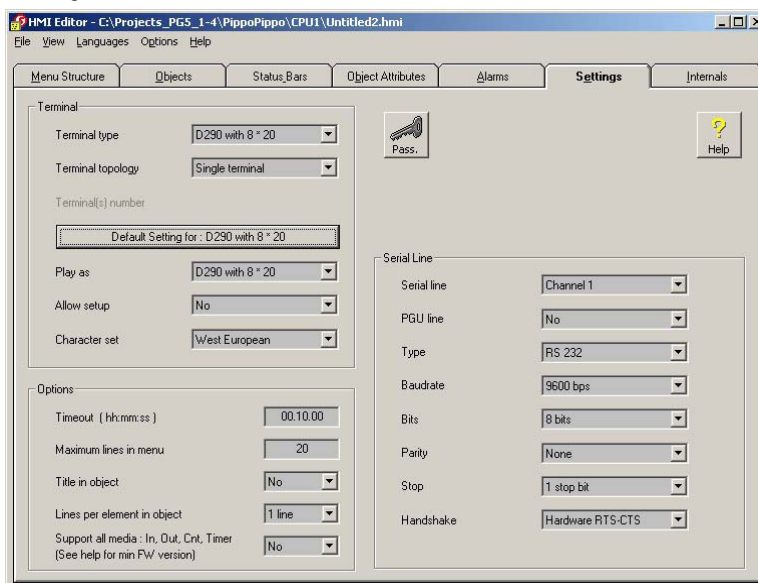 HMI Editor - C:\Projects_PG5_1-4\PippoPippo\CPU1\Untitled2.hmi
File View Languages Options Help
Menu Structure Objects Status_Bars Object Attributes Alarms Settings Internals
Terminal
Terminal type D290 with 8 * 20
Terminal topology Single terminal
Terminal(s) number
Default Setting for : D290 with 8 * 20
Play as D290 with 8 * 20
Allow setup No
Character set West European
Pass.
Help
Options
Timeout ( hh:mm:ss ) 00.10.00
Maximum lines in menu 20
Title in object No
Lines per element in object 1 line
Support all media : In, Out, Cnt, Timer
(See help for min FW version) No
Serial Line
Serial line Channel 1
PGU line No
Type RS 232
Baudrate 9600 bps
Bits 8 bits
Parity None
Stop 1 stop bit
Handshake Hardware RTS-CTS